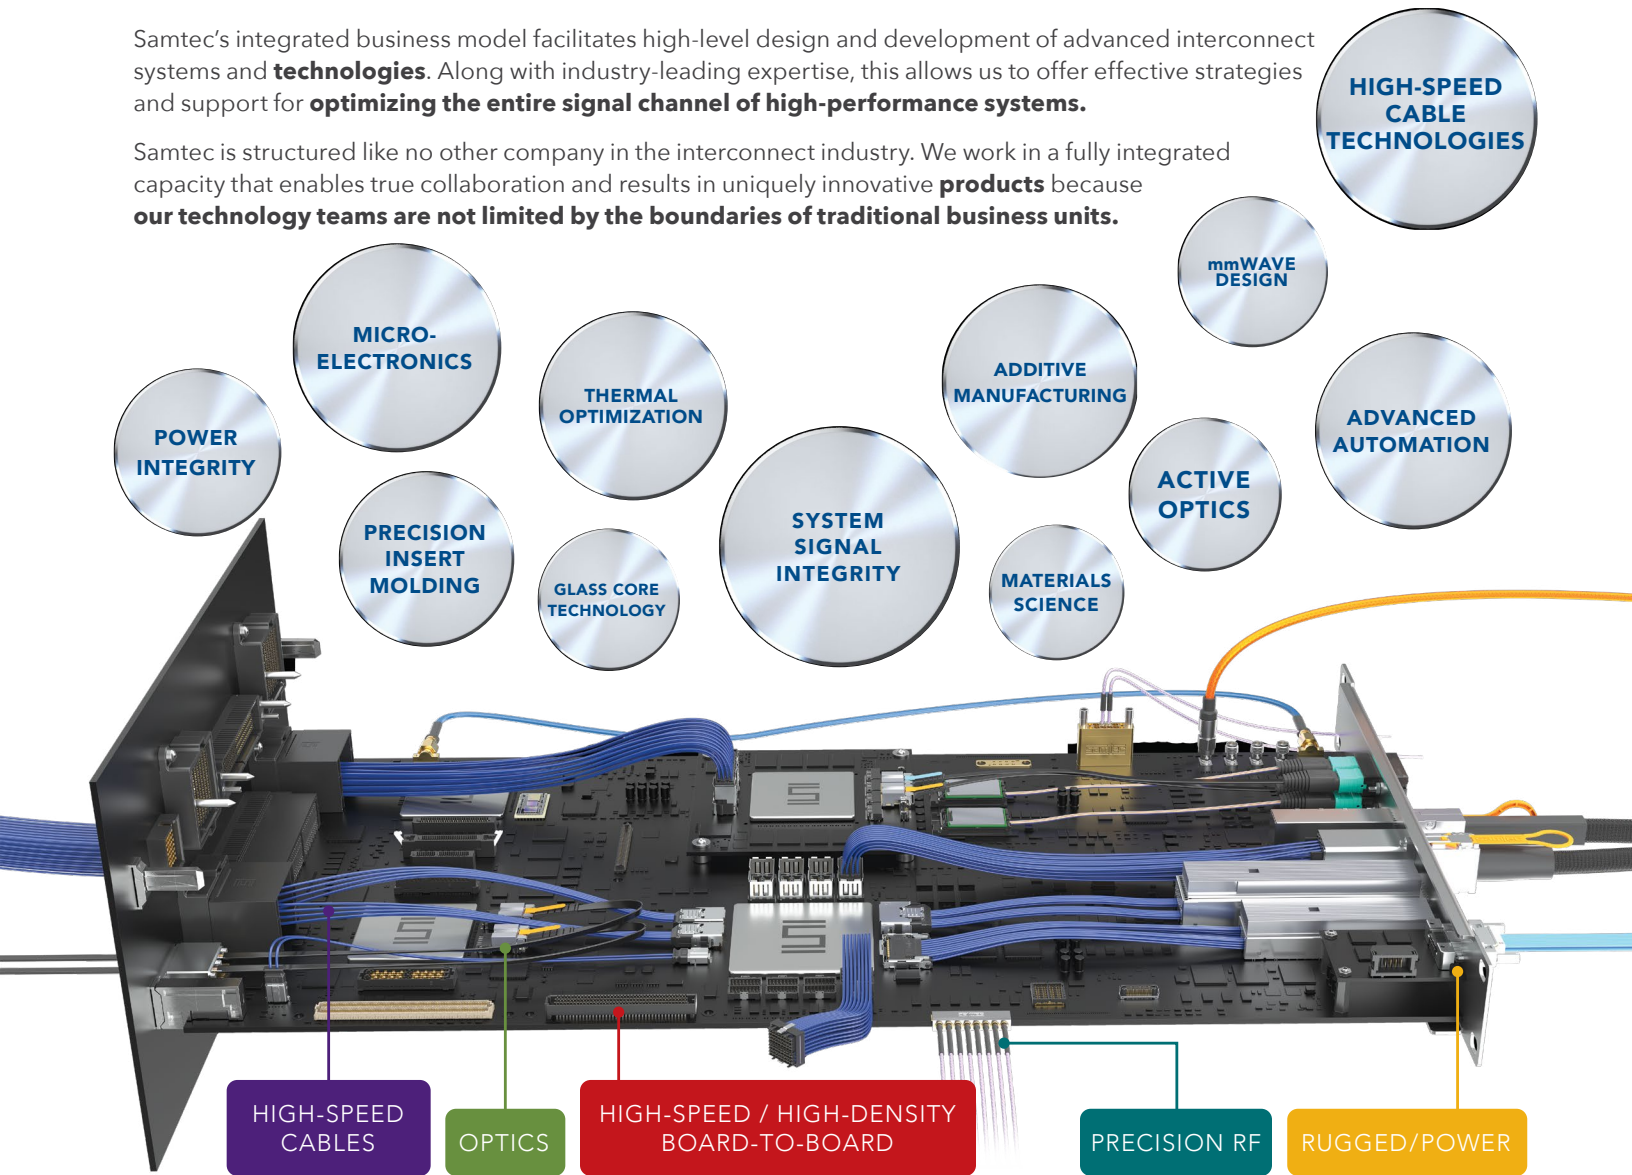 Samtec's integrated business model facilitates high-level design and development of advanced interconnect
systems and technologies. Along with industry-leading expertise, this allows us to offer effective strategies
and support for optimizing the entire signal channel of high-performance systems.
Samtec is structured like no other company in the interconnect industry. We work in a fully integrated
capacity that enables true collaboration and results in uniquely innovative products because
our technology teams are not limited by the boundaries of traditional business units.
HIGH-SPEED
CABLE
TECHNOLOGIES
mmWAVE
DESIGN
MICRO-
ELECTRONICS
THERMAL
OPTIMIZATION
ADDITIVE
MANUFACTURING
ADVANCED
AUTOMATION
POWER
INTEGRITY
ACTIVE
OPTICS
PRECISION
INSERT
MOLDING
SYSTEM
SIGNAL
INTEGRITY
GLASS CORE
TECHNOLOGY
MATERIALS
SCIENCE
HIGH-SPEED
CABLES
OPTICS
HIGH-SPEED / HIGH-DENSITY
BOARD-TO-BOARD
PRECISION RF
RUGGED/POWER